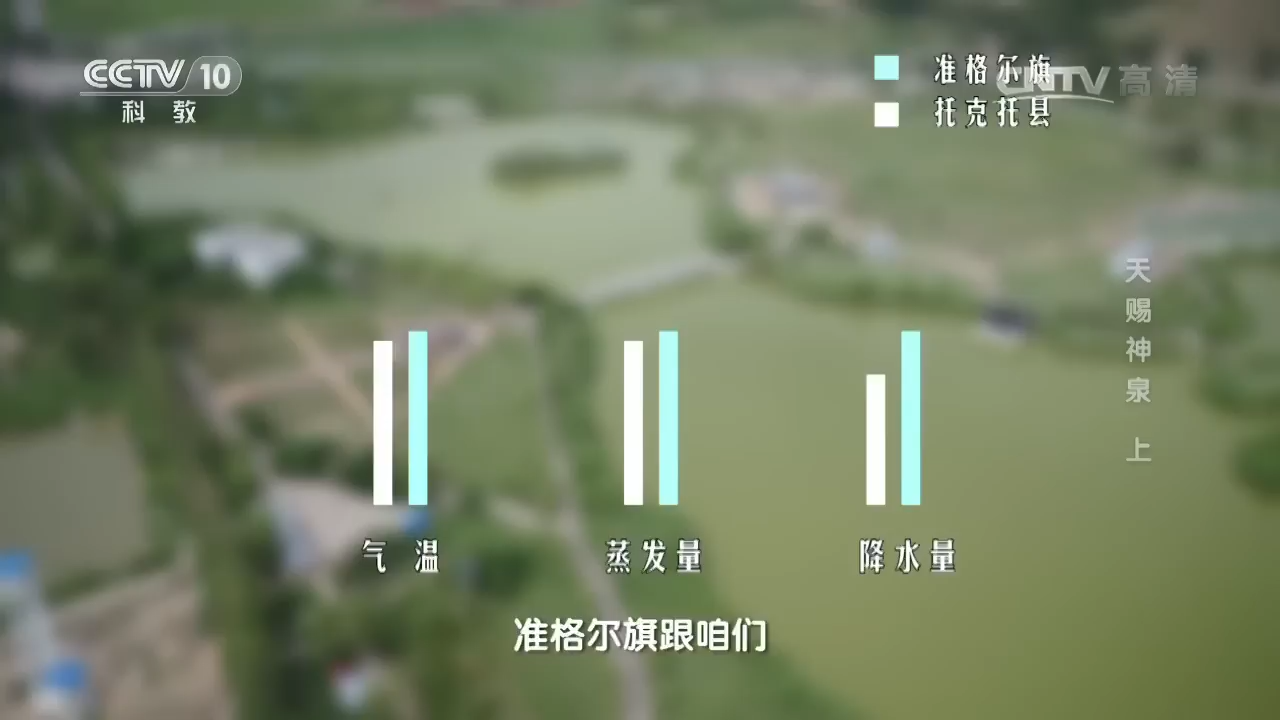 CCTV 10
科教
准格尔旗
CNTV 高清
托克托县
天赐神泉 上
气温
蒸发量
降水量
准格尔旗跟咱们